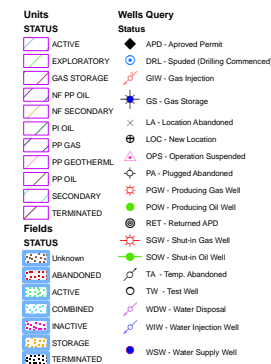 Units
STATUS
ACTIVE
EXPLORATORY
GAS STORAGE
NF PP OIL
NF SECONDARY
PI OIL
PP GAS
PP GEOTHERML
PP OIL
SECONDARY
TERMINATED
Fields
STATUS
Unknown
ABANDONED
ACTIVE
COMBINED
INACTIVE
STORAGE
TERMINATED
Wells Query
Status
APD - Aproved Permit
DRL - Spuded (Drilling Commenced)
GIW - Gas Injection
GS - Gas Storage
LA - Location Abandoned
LOC - New Location
OPS - Operation Suspended
PA - Plugged Abandoned
PGW - Producing Gas Well
POW - Producing Oil Well
RET - Returned APD
SGW - Shut-in Gas Well
SOW - Shut-in Oil Well
TA - Temp. Abandoned
TW - Test Well
WDW - Water Disposal
WIW - Water Injection Well
WSW - Water Supply Well